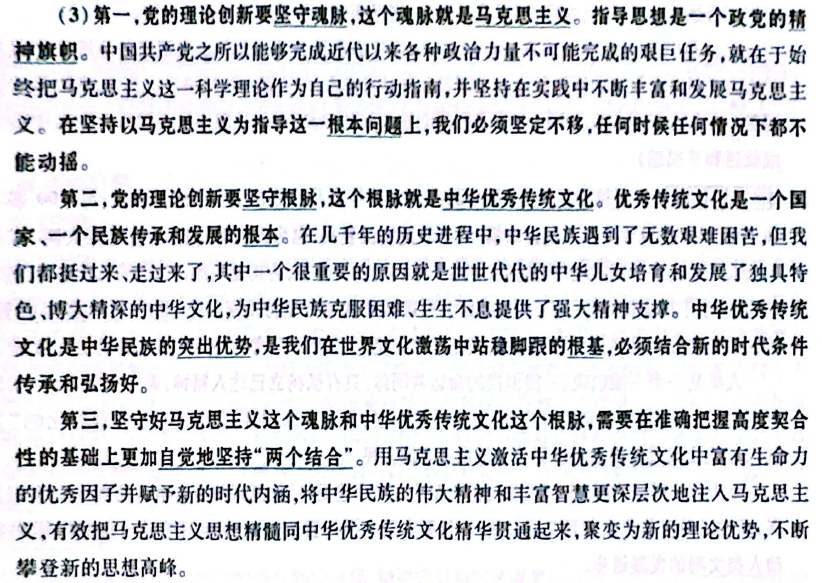 (3)第一,党的理论创新要坚守魂脉,这个魂脉就是马克思主义。指导思想是一个政党的精
神旗帜。中国共产党之所以能够完成近代以来各种政治力量不可能完成的艰巨任务,就在于始
终把马克思主义这一科学理论作为自己的行动指南,并坚持在实践中不断丰富和发展马克思主
义。在坚持以马克思主义为指导这一根本问题上,我们必须坚定不移,任何时候任何情况下都不
能动摇。
第二,党的理论创新要坚守根脉,这个根脉就是中华优秀传统文化。优秀传统文化是一个国
家、一个民族传承和发展的根本。在几千年的历史进程中,中华民族遇到了无数艰难困苦,但我
们都挺过来、走过来了,其中一个很重要的原因就是世世代代的中华儿女培育和发展了独具特
色、博大精深的中华文化,为中华民族克服困难、生生不息提供了强大精神支撑。中华优秀传统
文化是中华民族的突出优势,是我们在世界文化激荡中站稳脚跟的根基,必须结合新的时代条件
传承和弘扬好。
第三,坚守好马克思主义这个魂脉和中华优秀传统文化这个根脉,需要在准确把握高度契合
性的基础上更加自觉地坚持“两个结合”。用马克思主义激活中华优秀传统文化中富有生命力
的优秀因子并赋予新的时代内涵,将中华民族的伟大精神和丰富智慧更深层次地注入马克思主
义,有效把马克思主义思想精髓同中华优秀传统文化精华贯通起来,聚变为新的理论优势,不断
攀登新的思想高峰。